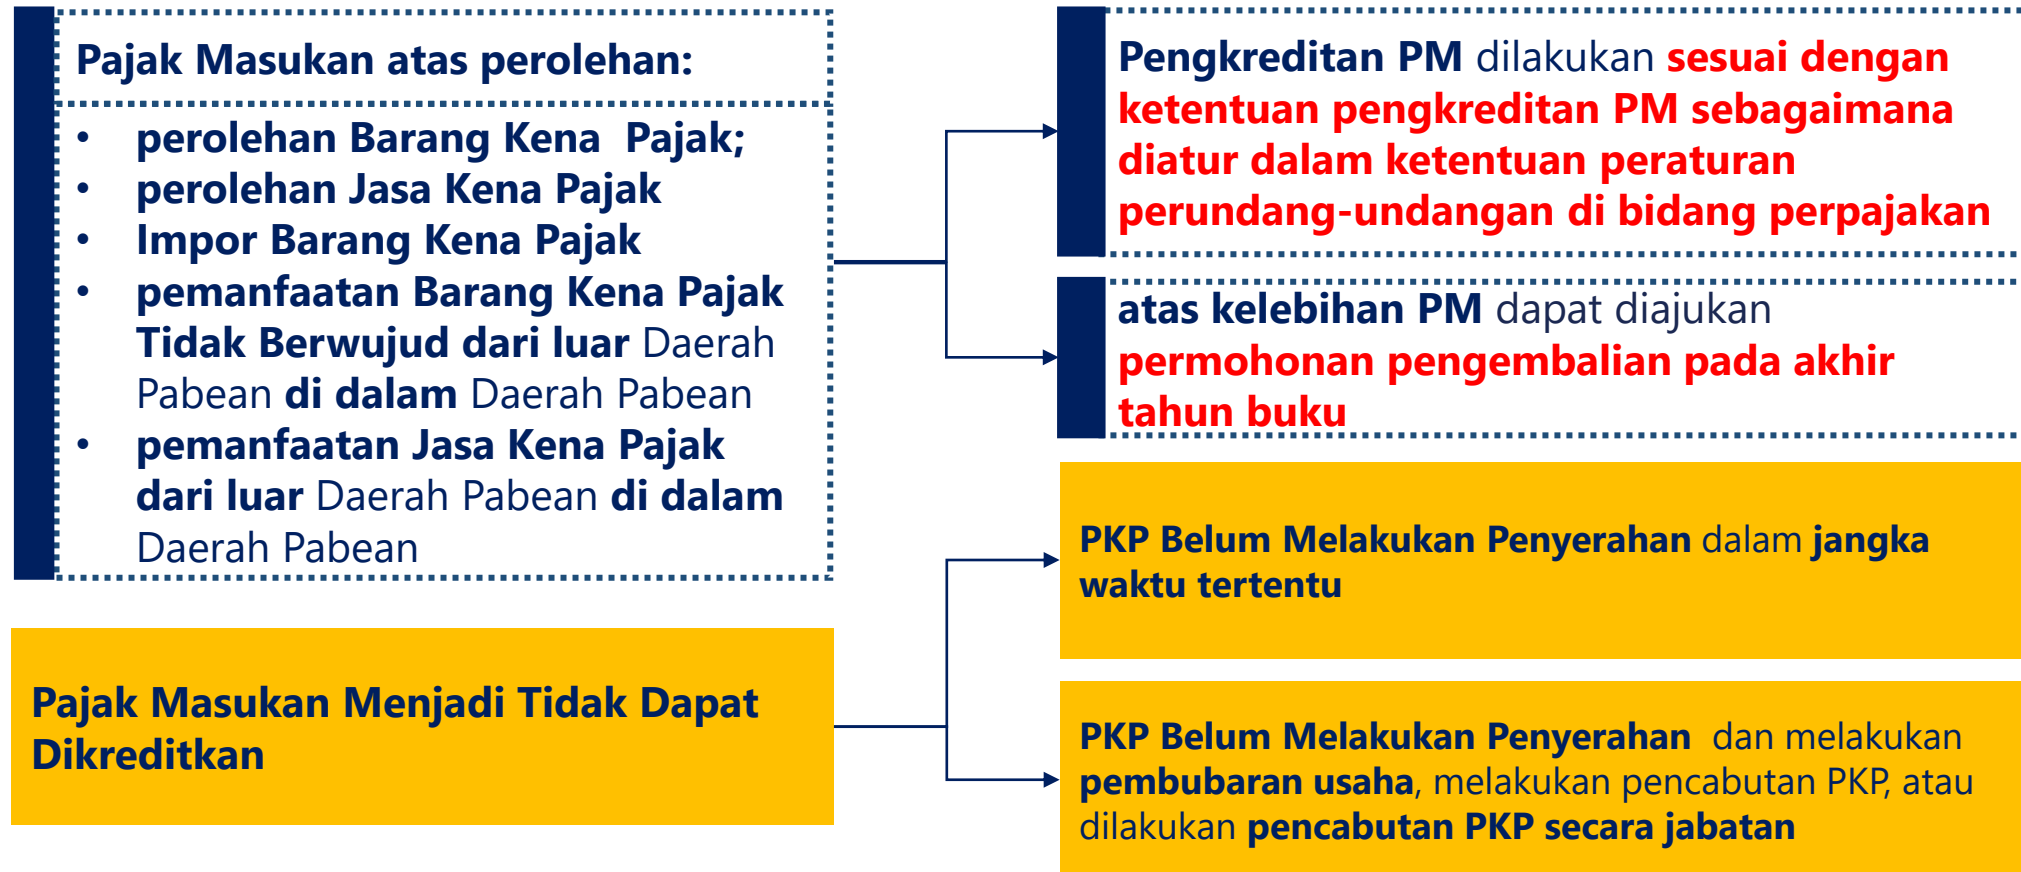 Pajak Masukan atas perolehan:
• perolehan Barang Kena Pajak;
• perolehan Jasa Kena Pajak
• Impor Barang Kena Pajak
• pemanfaatan Barang Kena Pajak
Tidak Berwujud dari luar Daerah
Pabean di dalam Daerah Pabean
• pemanfaatan Jasa Kena Pajak
dari luar Daerah Pabean di dalam
Daerah Pabean
Pengkreditan PM dilakukan sesuai dengan
ketentuan pengkreditan PM sebagaimana
diatur dalam ketentuan peraturan
perundang-undangan di bidang perpajakan
atas kelebihan PM dapat diajukan
permohonan pengembalian pada akhir
tahun buku
Pajak Masukan Menjadi Tidak Dapat
Dikreditkan
PKP Belum Melakukan Penyerahan dalam jangka
waktu tertentu
PKP Belum Melakukan Penyerahan dan melakukan
pembubaran usaha, melakukan pencabutan PKP, atau
dilakukan pencabutan PKP secara jabatan